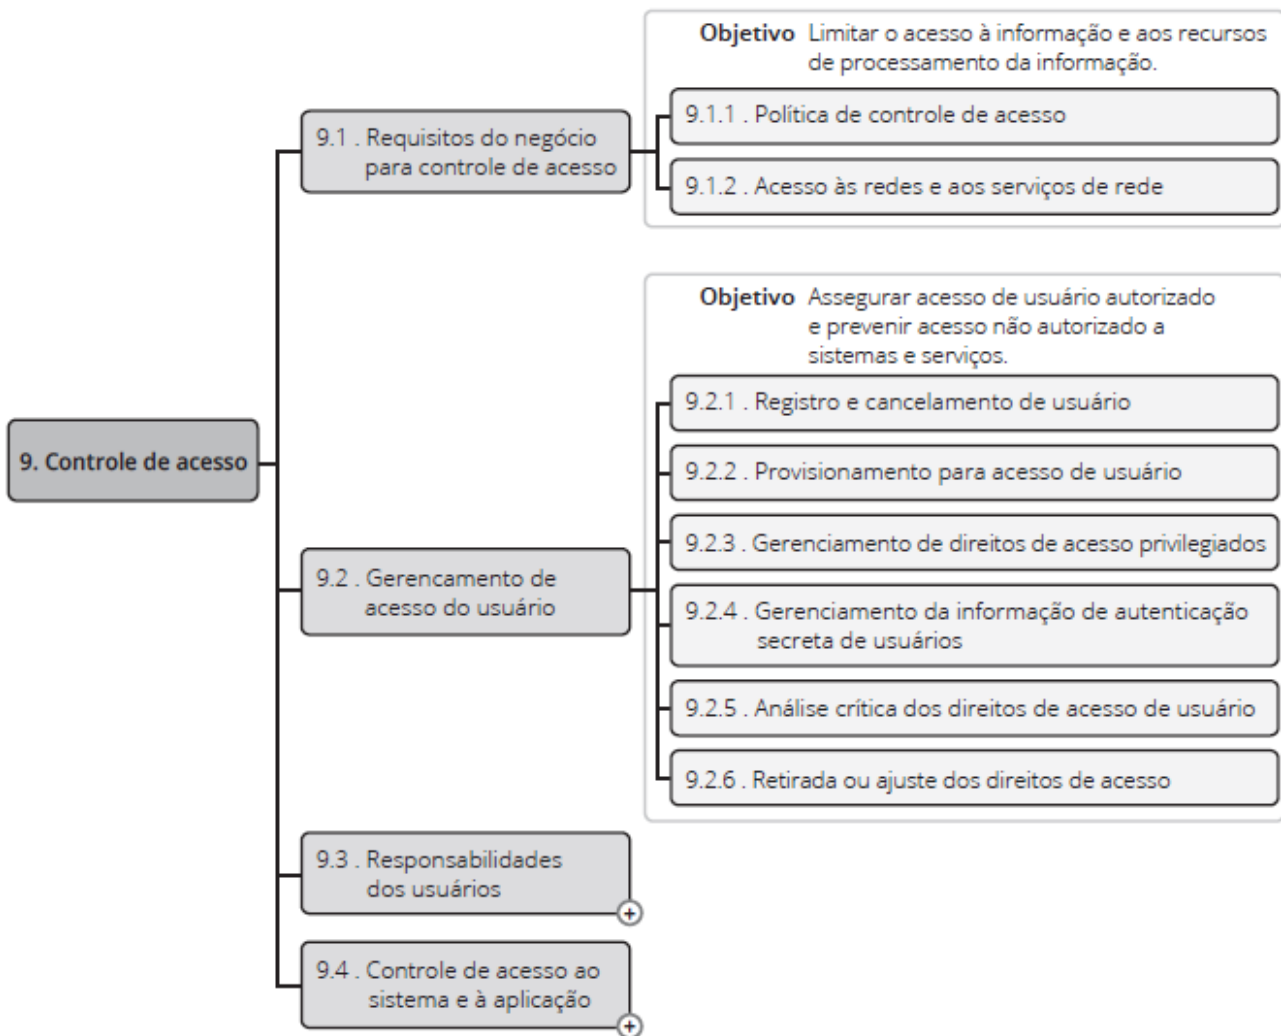 Objetivo Limitar o acesso à informação e aos recursos
de processamento da informação.
9.1 . Requisitos do negócio
para controle de acesso
9.1.1 . Política de controle de acesso
9.1.2 . Acesso às redes e aos serviços de rede
Objetivo Assegurar acesso de usuário autorizado
e prevenir acesso não autorizado a
sistemas e serviços.
9. Controle de acesso
9.2 . Gerencamento de
acesso do usuário
9.2.1 . Registro e cancelamento de usuário
9.2.2 . Provisionamento para acesso de usuário
9.2.3 . Gerenciamento de direitos de acesso privilegiados
9.2.4 . Gerenciamento da informação de autenticação
secreta de usuários
9.2.5 . Análise crítica dos direitos de acesso de usuário
9.2.6 . Retirada ou ajuste dos direitos de acesso
9.3 . Responsabilidades
dos usuários
9.4 . Controle de acesso ao
sistema e à aplicação